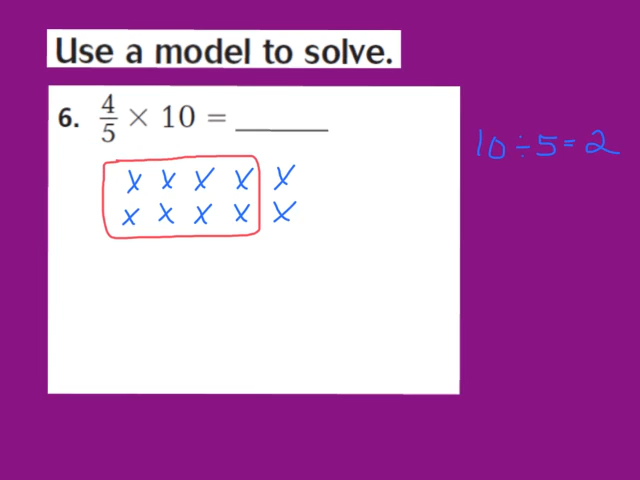 Use a model to solve.
6. 4/5 × 10 = ______
10 ÷ 5 = 2
x x x x x
x x x x x